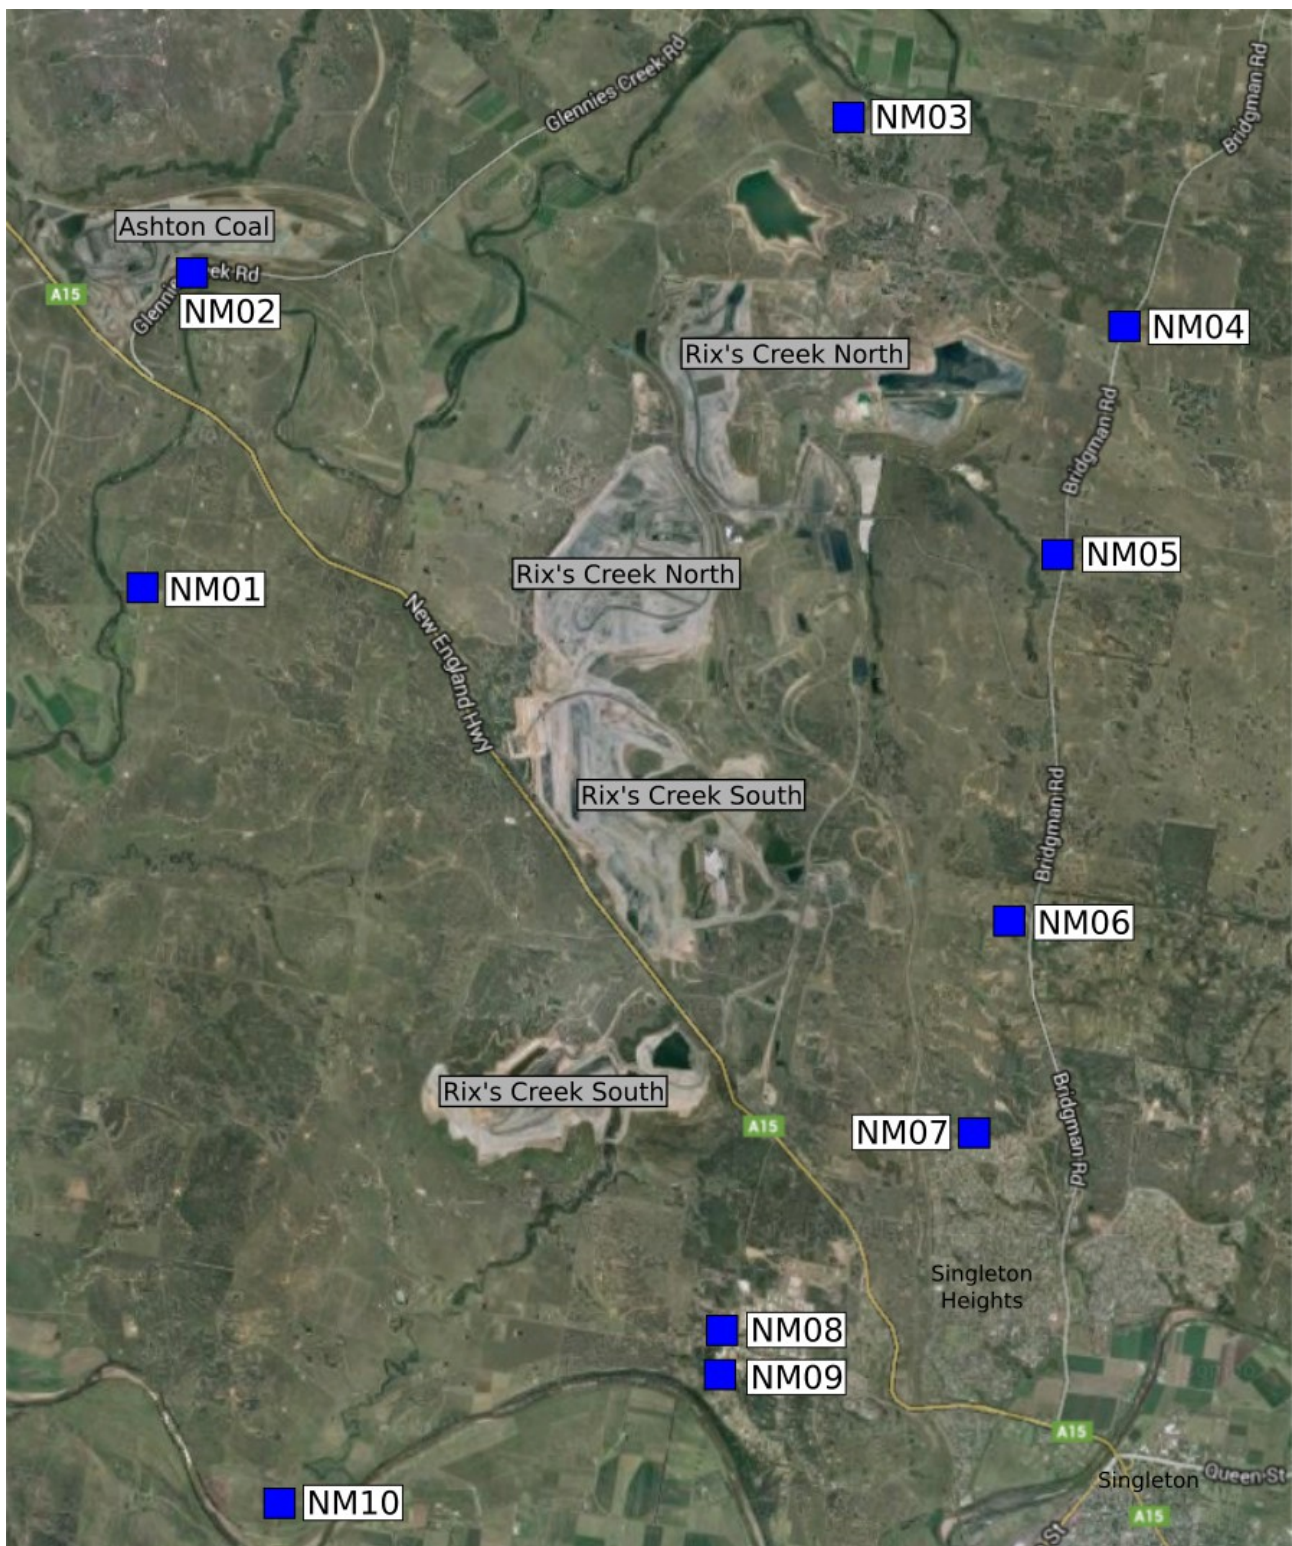 Glennies Creek Rd
Bridgman Rd
NM03
Ashton Coal
ek Rd
A15
Glennie
NM02
NM04
Rix's Creek North
Bridgman Rd
NM05
Rix's Creek North
NM01
New England Hwy
Rix's Creek South
Bridgman Rd
NM06
Rix's Creek South
Bridgman Rd
A15
NM07
Singleton
Heights
NM08
NM09
A15
Queen St
Singleton
NM10
A15
St